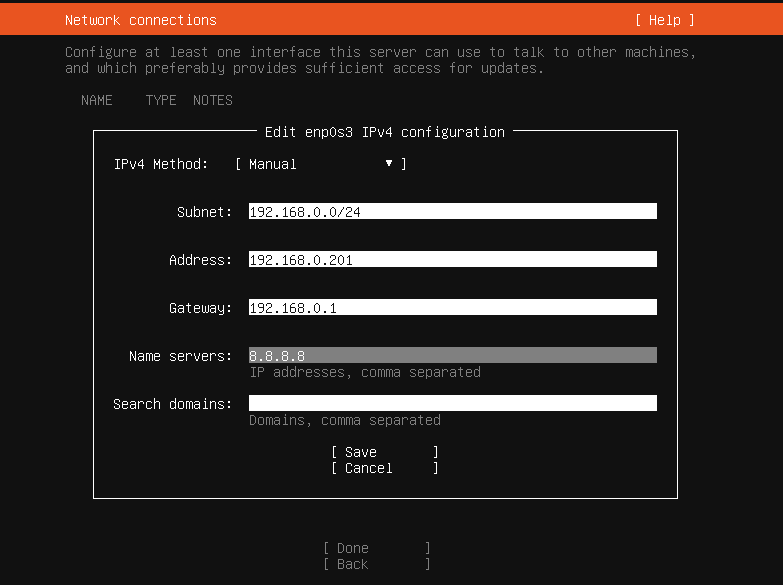 Network connections [ Help ]
Configure at least one interface this server can use to talk to other machines,
and which preferably provides sufficient access for updates.
NAME TYPE NOTES
Edit enp0s3 IPv4 configuration
IPv4 Method: [ Manual ▾ ]
Subnet: 192.168.0.0/24
Address: 192.168.0.201
Gateway: 192.168.0.1
Name servers: 8.8.8.8
IP addresses, comma separated
Search domains:
Domains, comma separated
[ Save ]
[ Cancel ]
[ Done ]
[ Back ]